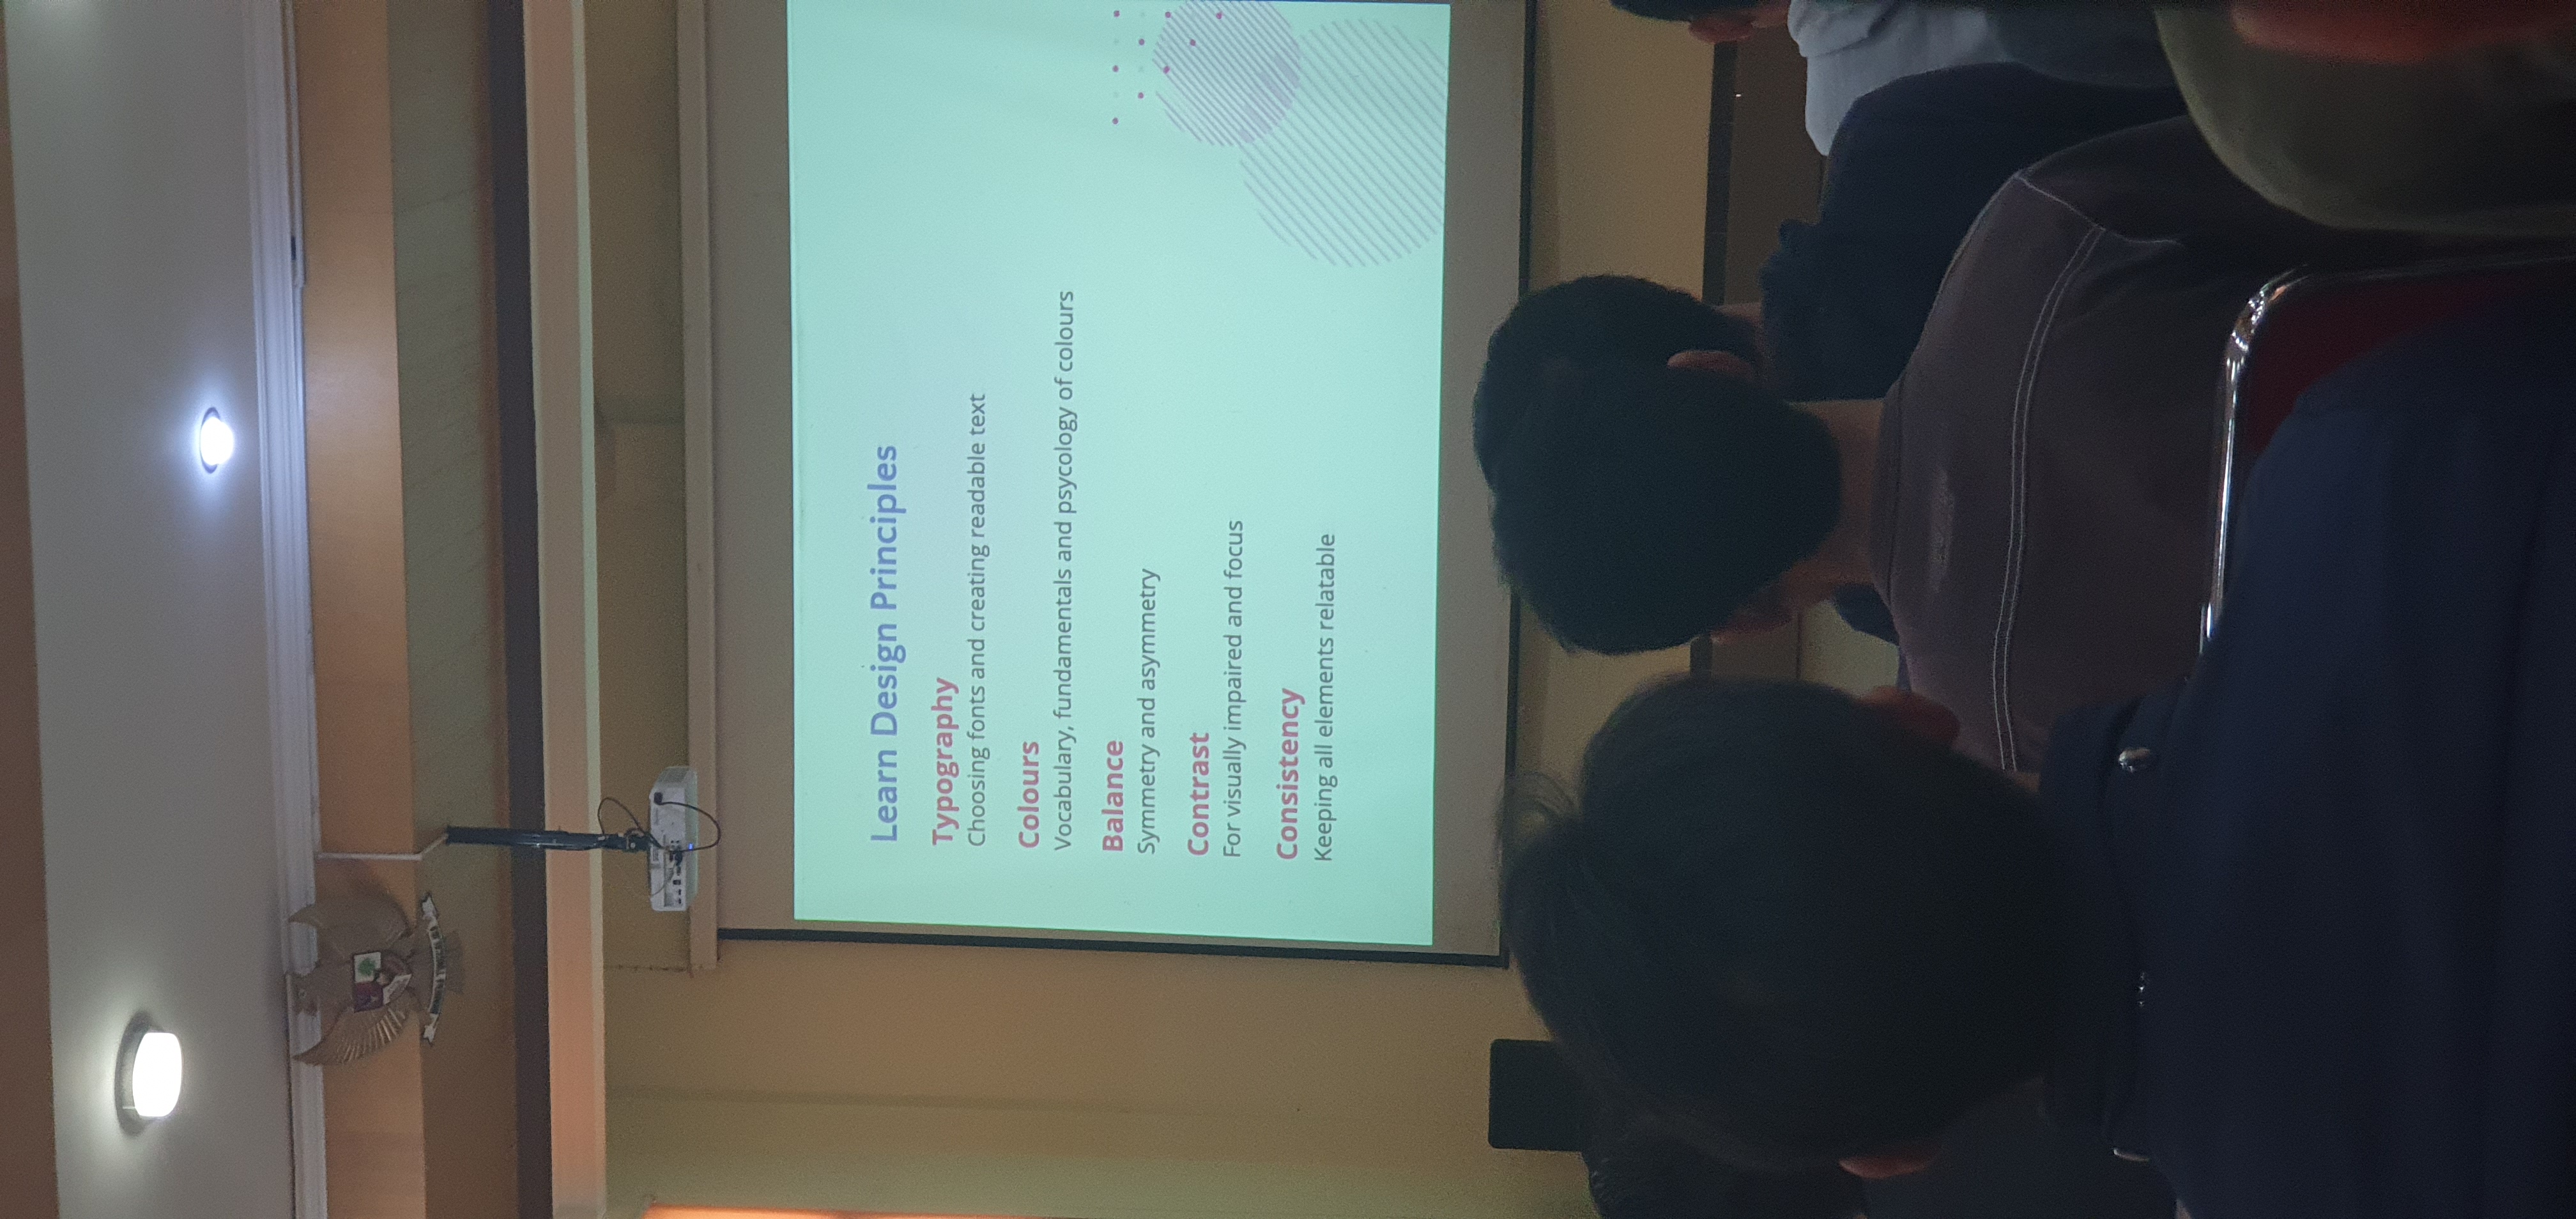 Learn Design Principles
Typography
Choosing fonts and creating readable text
Colours
Vocabulary, fundamentals and psycology of colours
Balance
Symmetry and asymmetry
Contrast
For visually impaired and focus
Consistency
Keeping all elements relatable